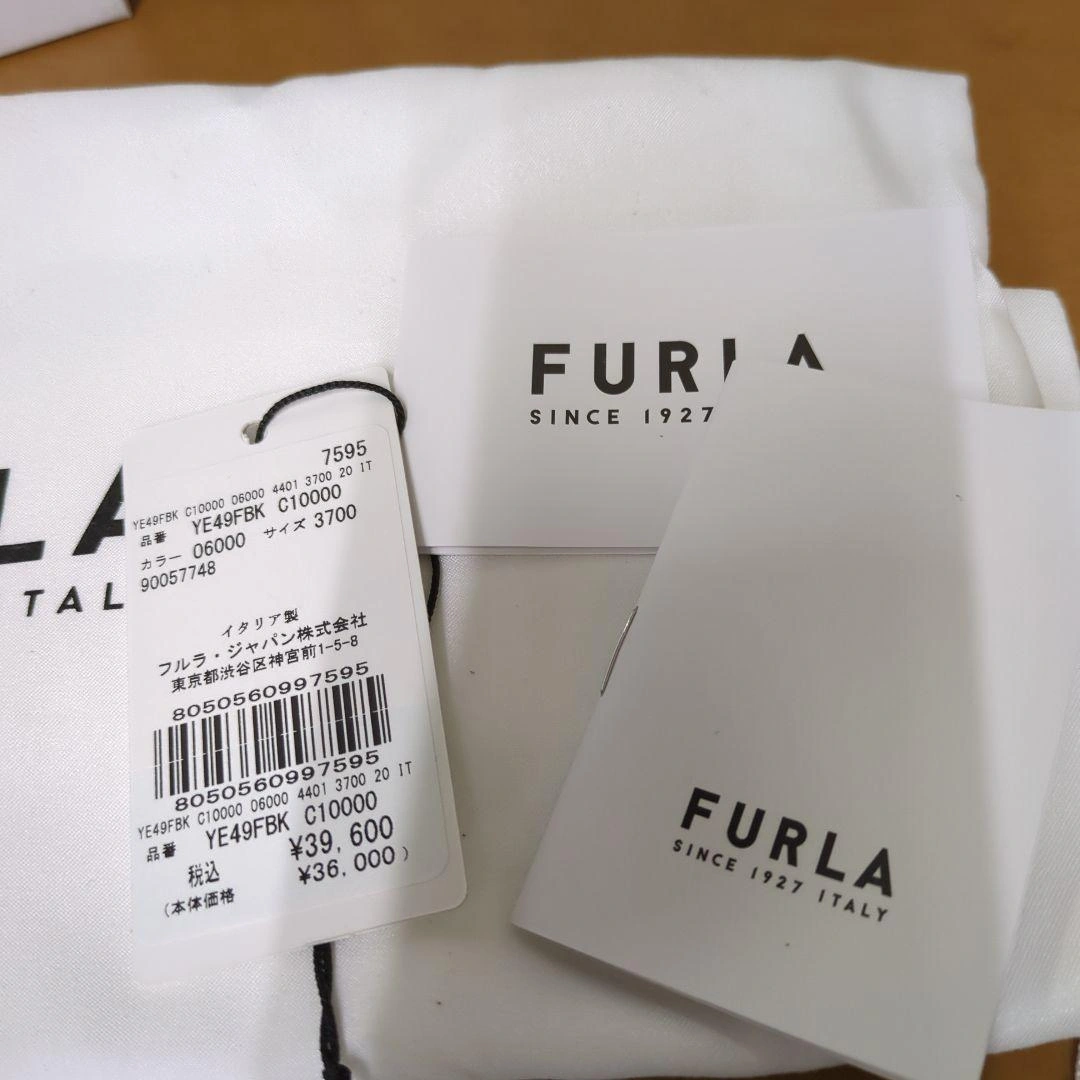 FUR
SINCE 1927
LA
TAL
7595
YE49FBK C10000 06000 4401 3700 20 IT
品番 YE49FBK C10000
カラー 06000 サイズ 3700
90057748
イタリア製
フルラ・ジャパン株式会社
東京都渋谷区神宮前1-5-8
8050560997595
8050560997595
YE49FBK C10000 06000 4401 3700 20 IT
品番 YE49FBK C10000
税込 ¥39,600
(本体価格 ¥36,000)
FURLA
SINCE 1927 ITALY